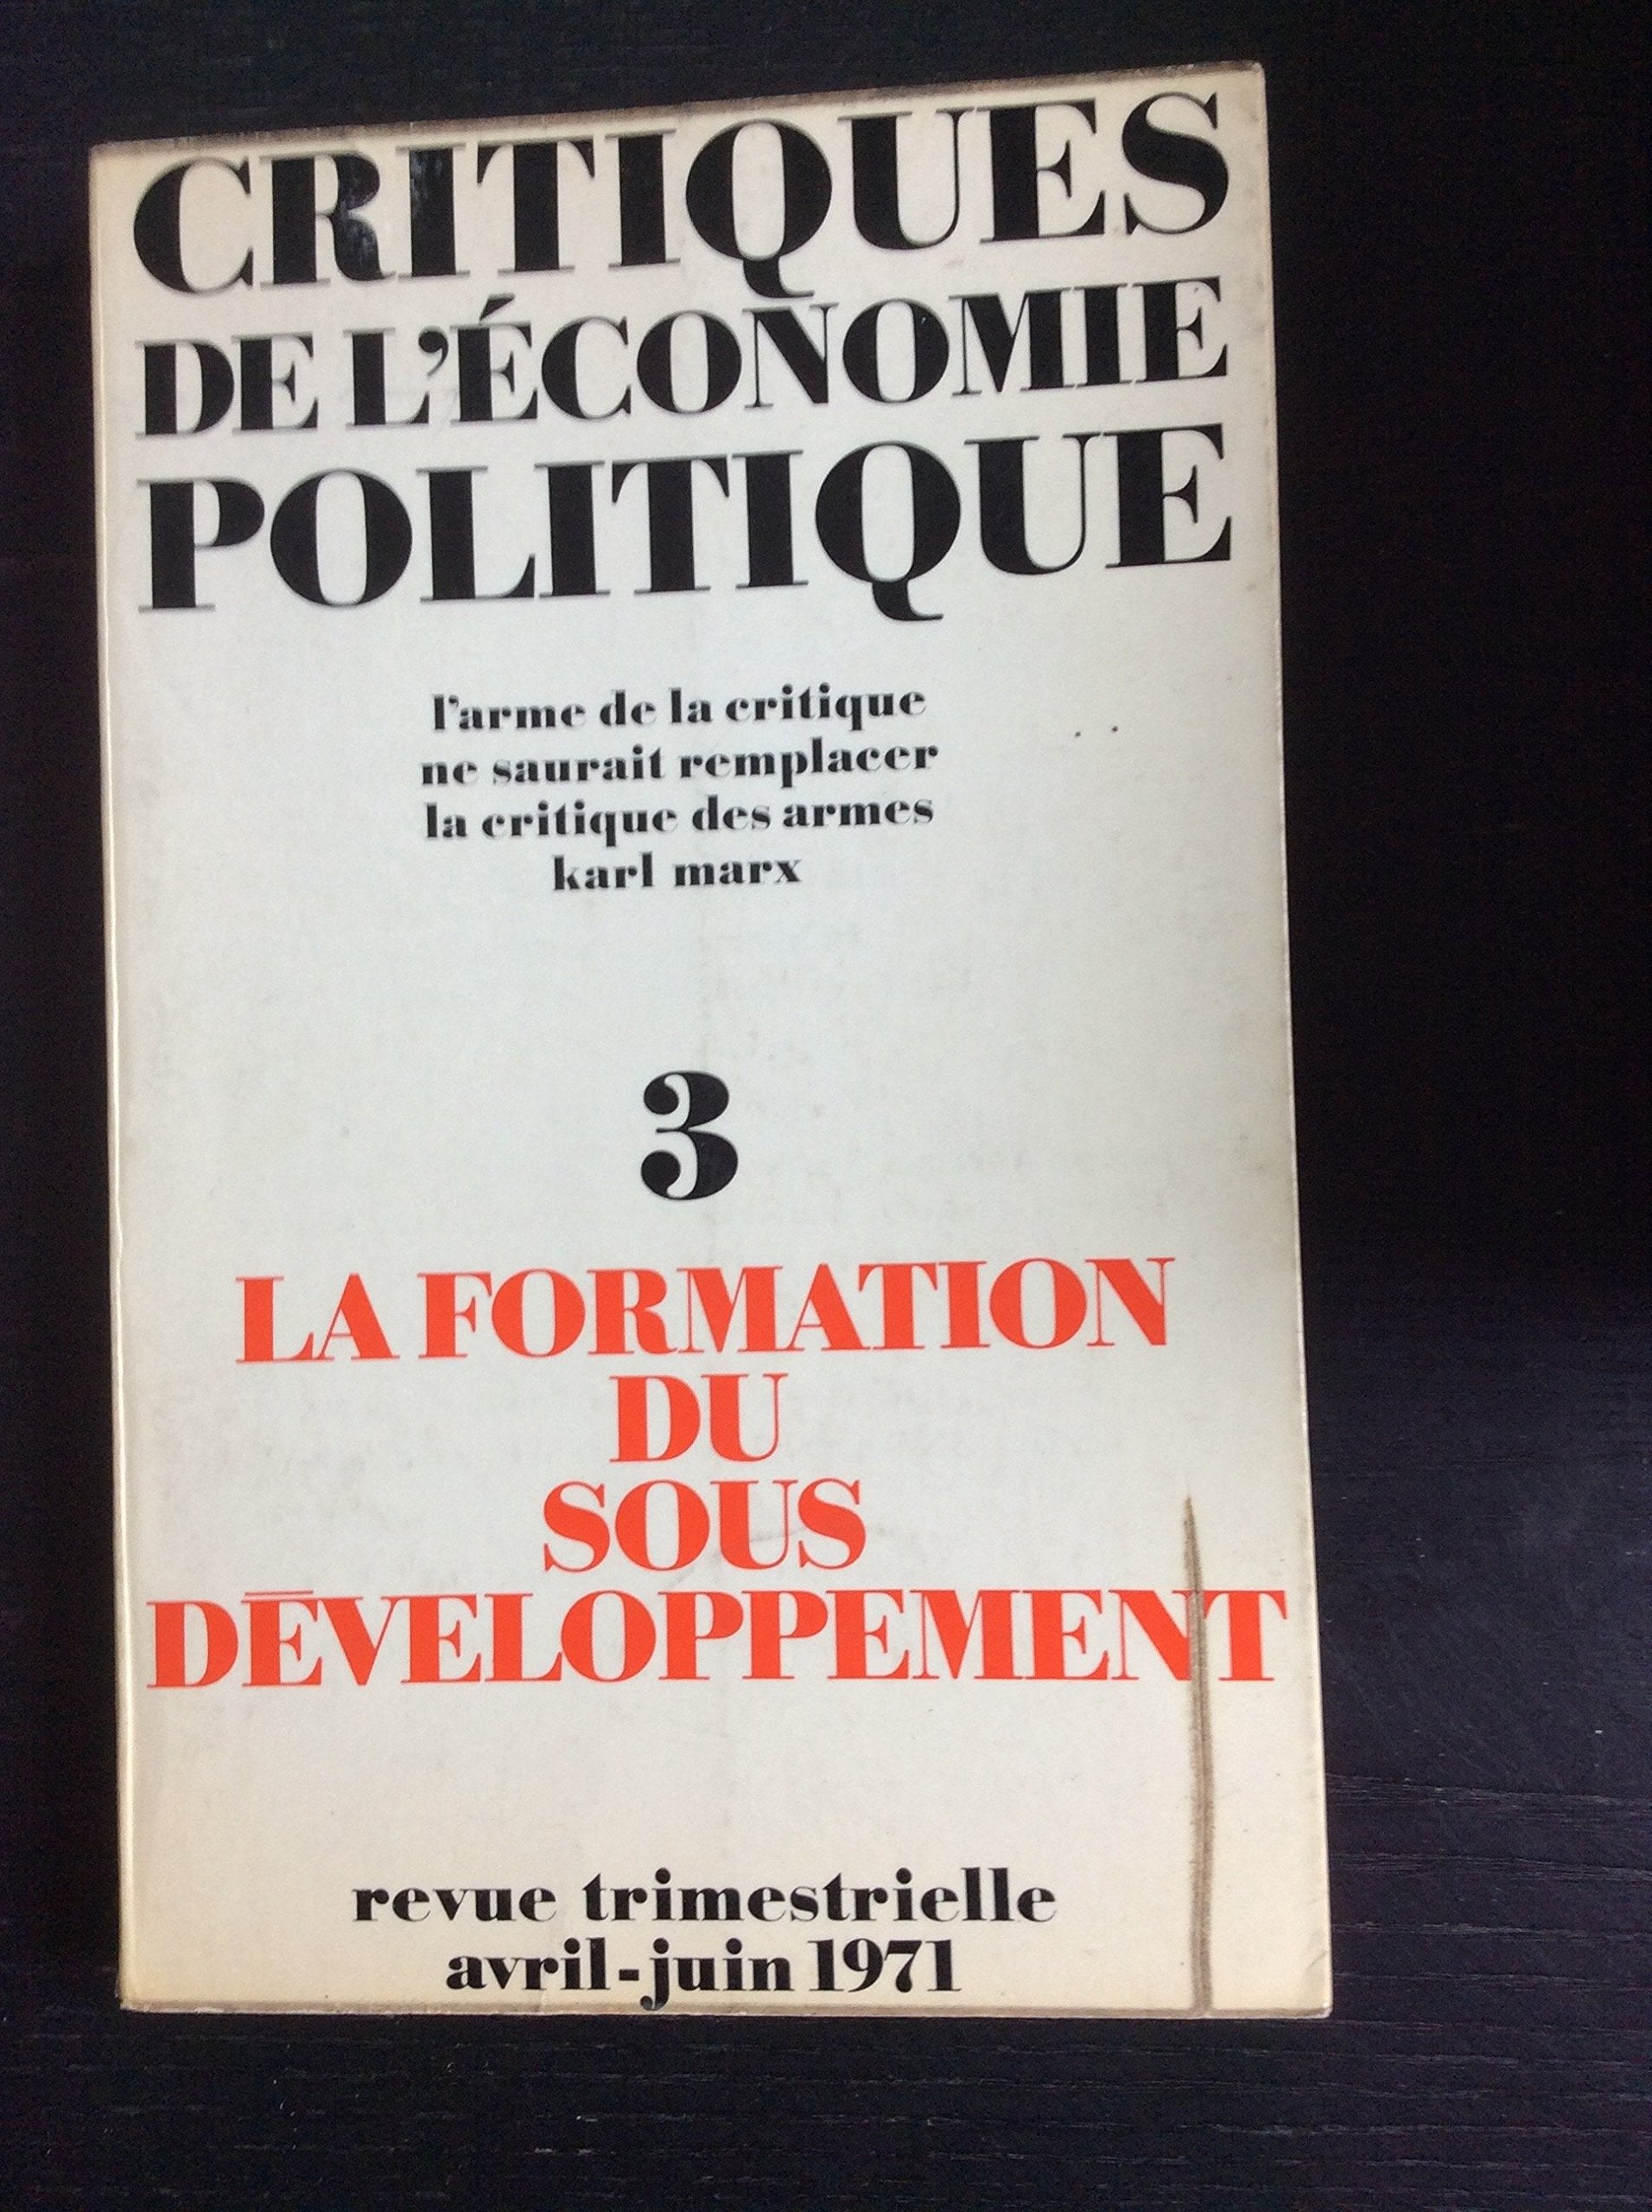 CRITIQUES
DE L'ÉCONOMIE
POLITIQUE
l'arme de la critique
ne saurait remplacer
la critique des armes
karl marx
3
LA FORMATION
DU
SOUS
DĒVELOPPEMENT
revue trimestrielle
avril-juin 1971